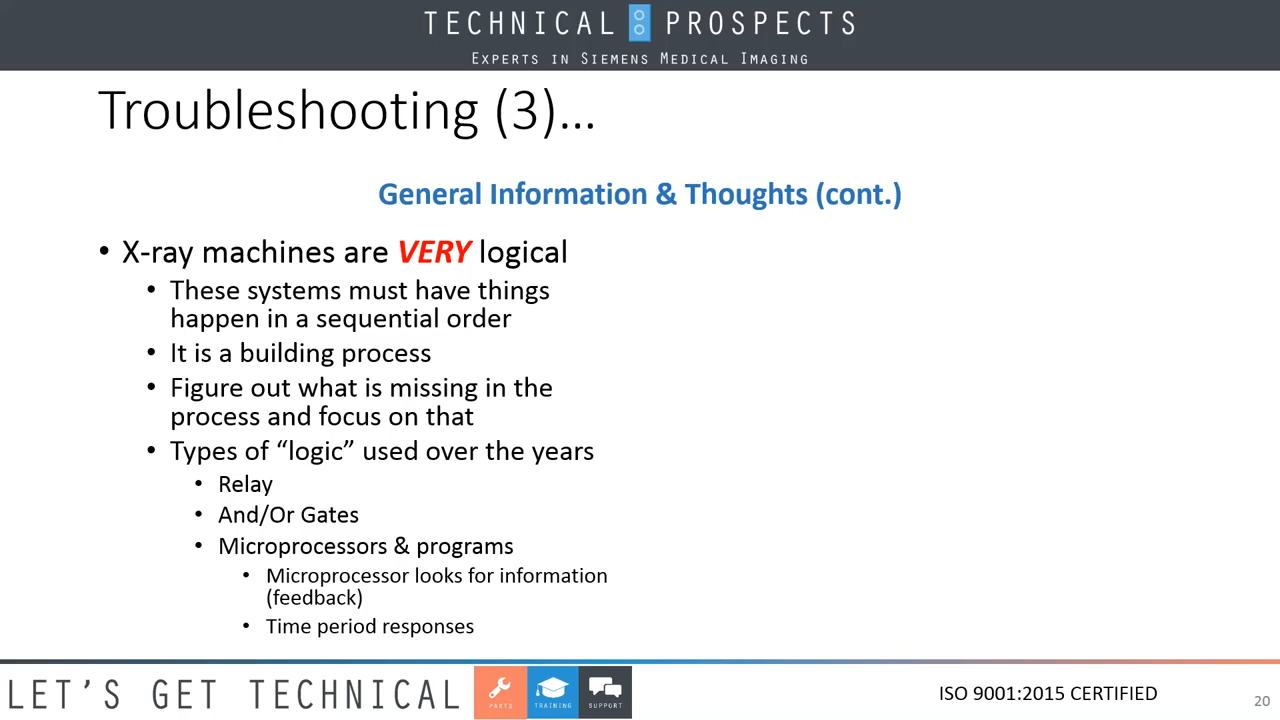 TECHNICAL PROSPECTS
EXPERTS IN SIEMENS MEDICAL IMAGING
Troubleshooting (3)...
General Information & Thoughts (cont.)
• X-ray machines are VERY logical
• These systems must have things
happen in a sequential order
• It is a building process
• Figure out what is missing in the
process and focus on that
• Types of “logic” used over the years
• Relay
• And/Or Gates
• Microprocessors & programs
• Microprocessor looks for information
(feedback)
• Time period responses
LET'S GET TECHNICAL
PARTS
TRAINING
SUPPORT
ISO 9001:2015 CERTIFIED
20